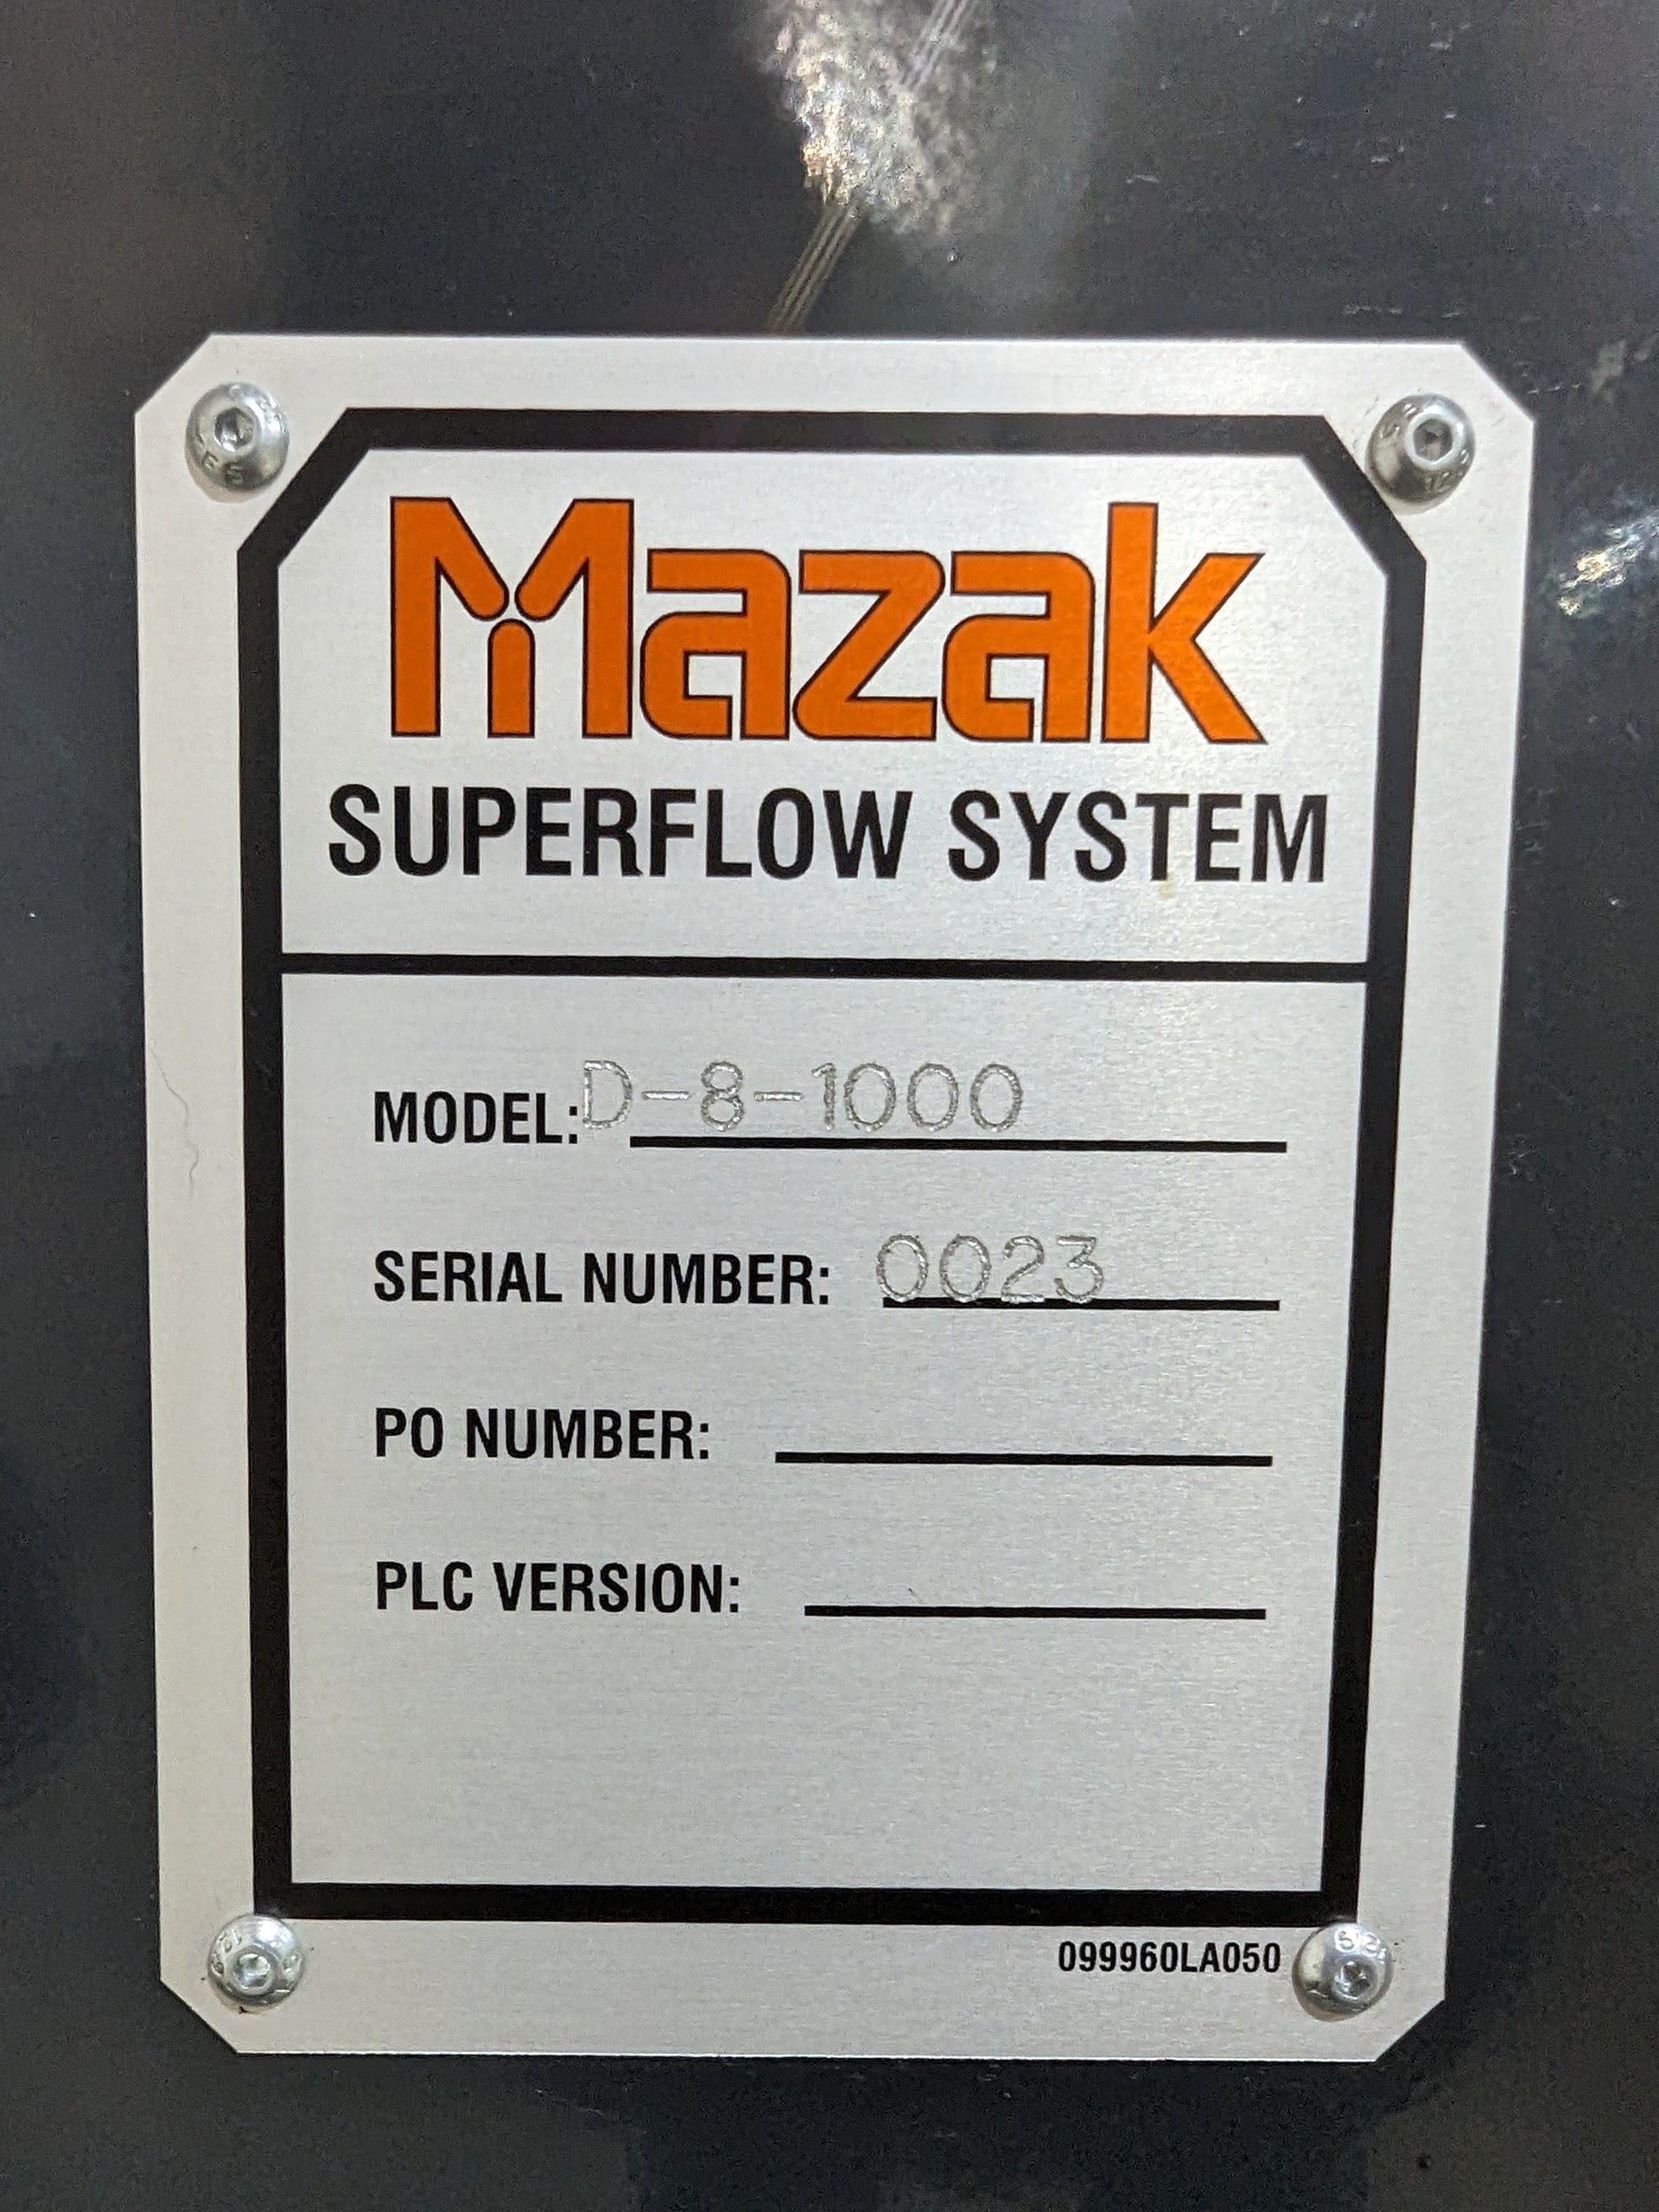 Mazak
SUPERFLOW SYSTEM
MODEL: D-8-1000
SERIAL NUMBER: 0023
PO NUMBER:
PLC VERSION:
099960LA050